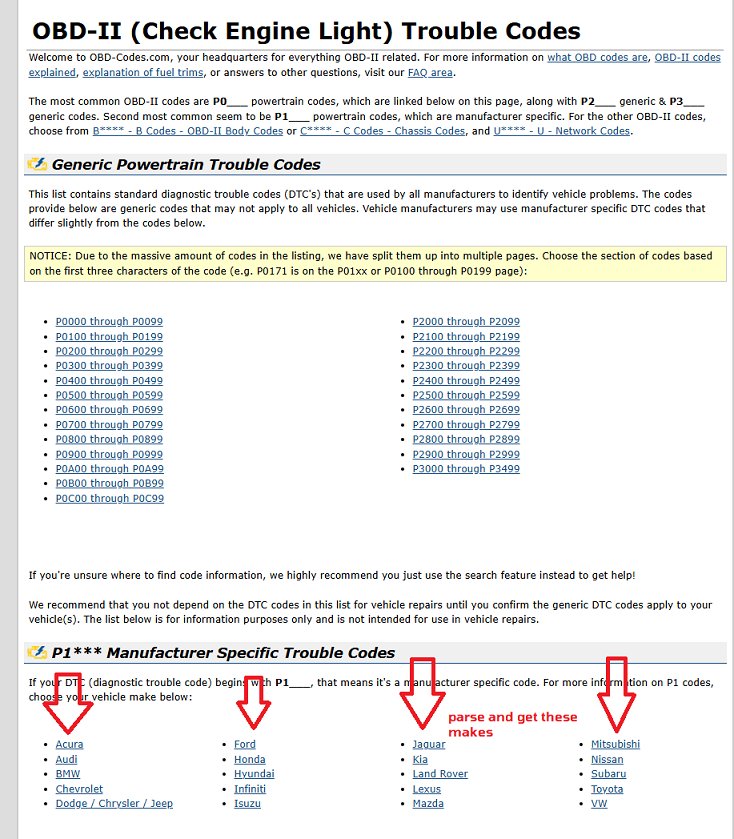 OBD-II (Check Engine Light) Trouble Codes
Welcome to OBD-Codes.com, your headquarters for everything OBD-II related. For more information on what OBD codes are, OBD-II codes
explained, explanation of fuel trims, or answers to other questions, visit our FAQ area.
The most common OBD-II codes are P0___ powertrain codes, which are linked below on this page, along with P2___ generic & P3___
generic codes. Second most common seem to be P1___ powertrain codes, which are manufacturer specific. For the other OBD-II codes,
choose from B**** - B Codes - OBD-II Body Codes or C**** - C Codes - Chassis Codes, and U**** - U - Network Codes.
Generic Powertrain Trouble Codes
This list contains standard diagnostic trouble codes (DTC's) that are used by all manufacturers to identify vehicle problems. The codes
provide below are generic codes that may not apply to all vehicles. Vehicle manufacturers may use manufacturer specific DTC codes that
differ slightly from the codes below.
NOTICE: Due to the massive amount of codes in the listing, we have split them up into multiple pages. Choose the section of codes based
on the first three characters of the code (e.g. P0171 is on the P01xx or P0100 through P0199 page):
P0000 through P0099
P0100 through P0199
P0200 through P0299
P0300 through P0399
P0400 through P0499
P0500 through P0599
P0600 through P0699
P0700 through P0799
P0800 through P0899
P0900 through P0999
P0A00 through P0A99
P0B00 through P0B99
P0C00 through P0C99
P2000 through P2099
P2100 through P2199
P2200 through P2299
P2300 through P2399
P2400 through P2499
P2500 through P2599
P2600 through P2699
P2700 through P2799
P2800 through P2899
P2900 through P2999
P3000 through P3499
If you're unsure where to find code information, we highly recommend you just use the search feature instead to get help!
We recommend that you not depend on the DTC codes in this list for vehicle repairs until you confirm the generic DTC codes apply to your
vehicle(s). The list below is for information purposes only and is not intended for use in vehicle repairs.
P1*** Manufacturer Specific Trouble Codes
If your DTC (diagnostic trouble code) begins with P1___, that means it's a manufacturer specific code. For more information on P1 codes,
choose your vehicle make below:
parse and get these
makes
Acura
Audi
BMW
Chevrolet
Dodge / Chrysler / Jeep
Ford
Honda
Hyundai
Infiniti
Isuzu
Jaguar
Kia
Land Rover
Lexus
Mazda
Mitsubishi
Nissan
Subaru
Toyota
VW